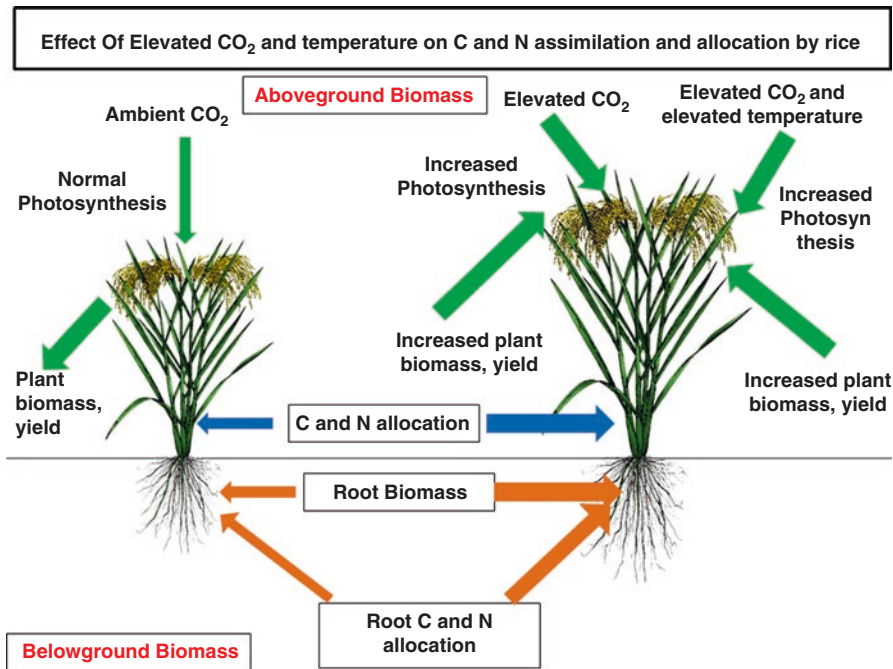 Effect Of Elevated CO₂ and temperature on C and N assimilation and allocation by rice
Aboveground Biomass
Ambient CO₂
Normal
Photosynthesis
Plant
biomass,
yield
Elevated CO₂
Increased
Photosynthesis
Increased plant
biomass, yield
Elevated CO₂ and
elevated temperature
Increased
Photosyn
thesis
Increased plant
biomass, yield
C and N allocation
Root Biomass
Root C and N
allocation
Belowground Biomass